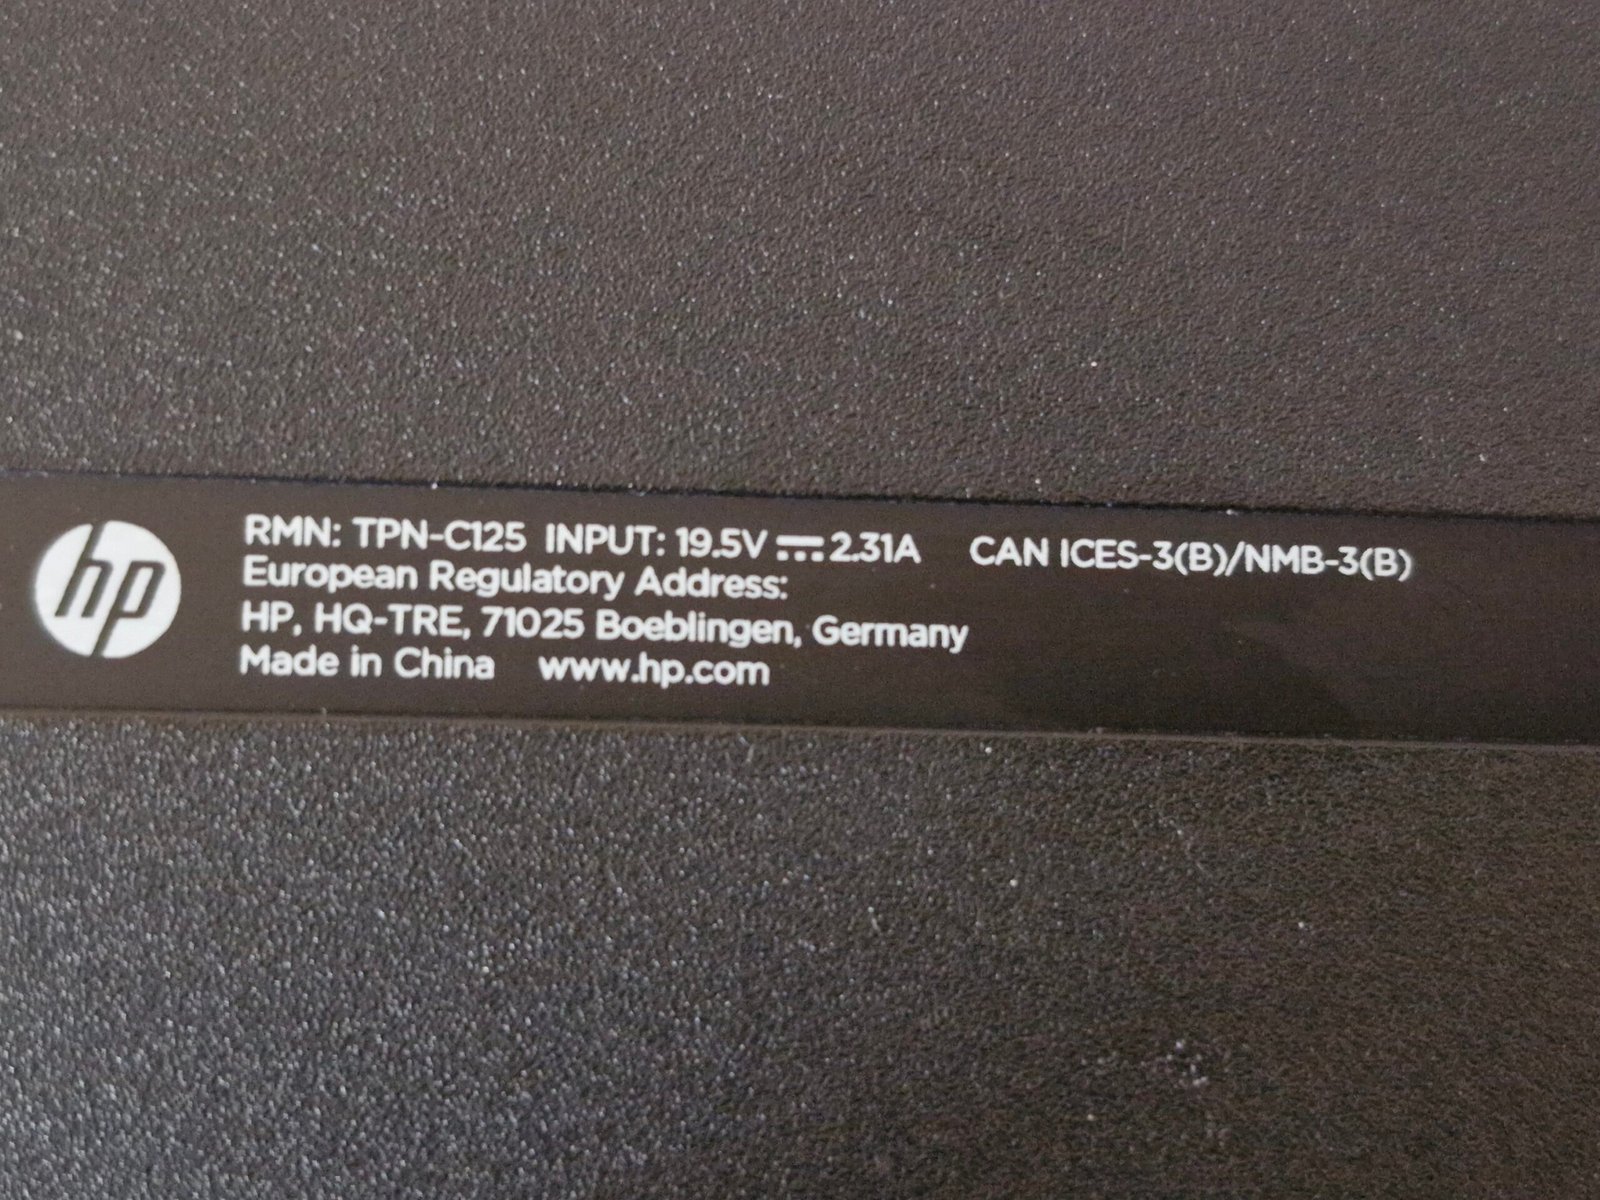 hp
RMN: TPN-C125 INPUT: 19.5V ⎓ 2.31A CAN ICES-3(B)/NMB-3(B)
European Regulatory Address:
HP, HQ-TRE, 71025 Boeblingen, Germany
Made in China www.hp.com